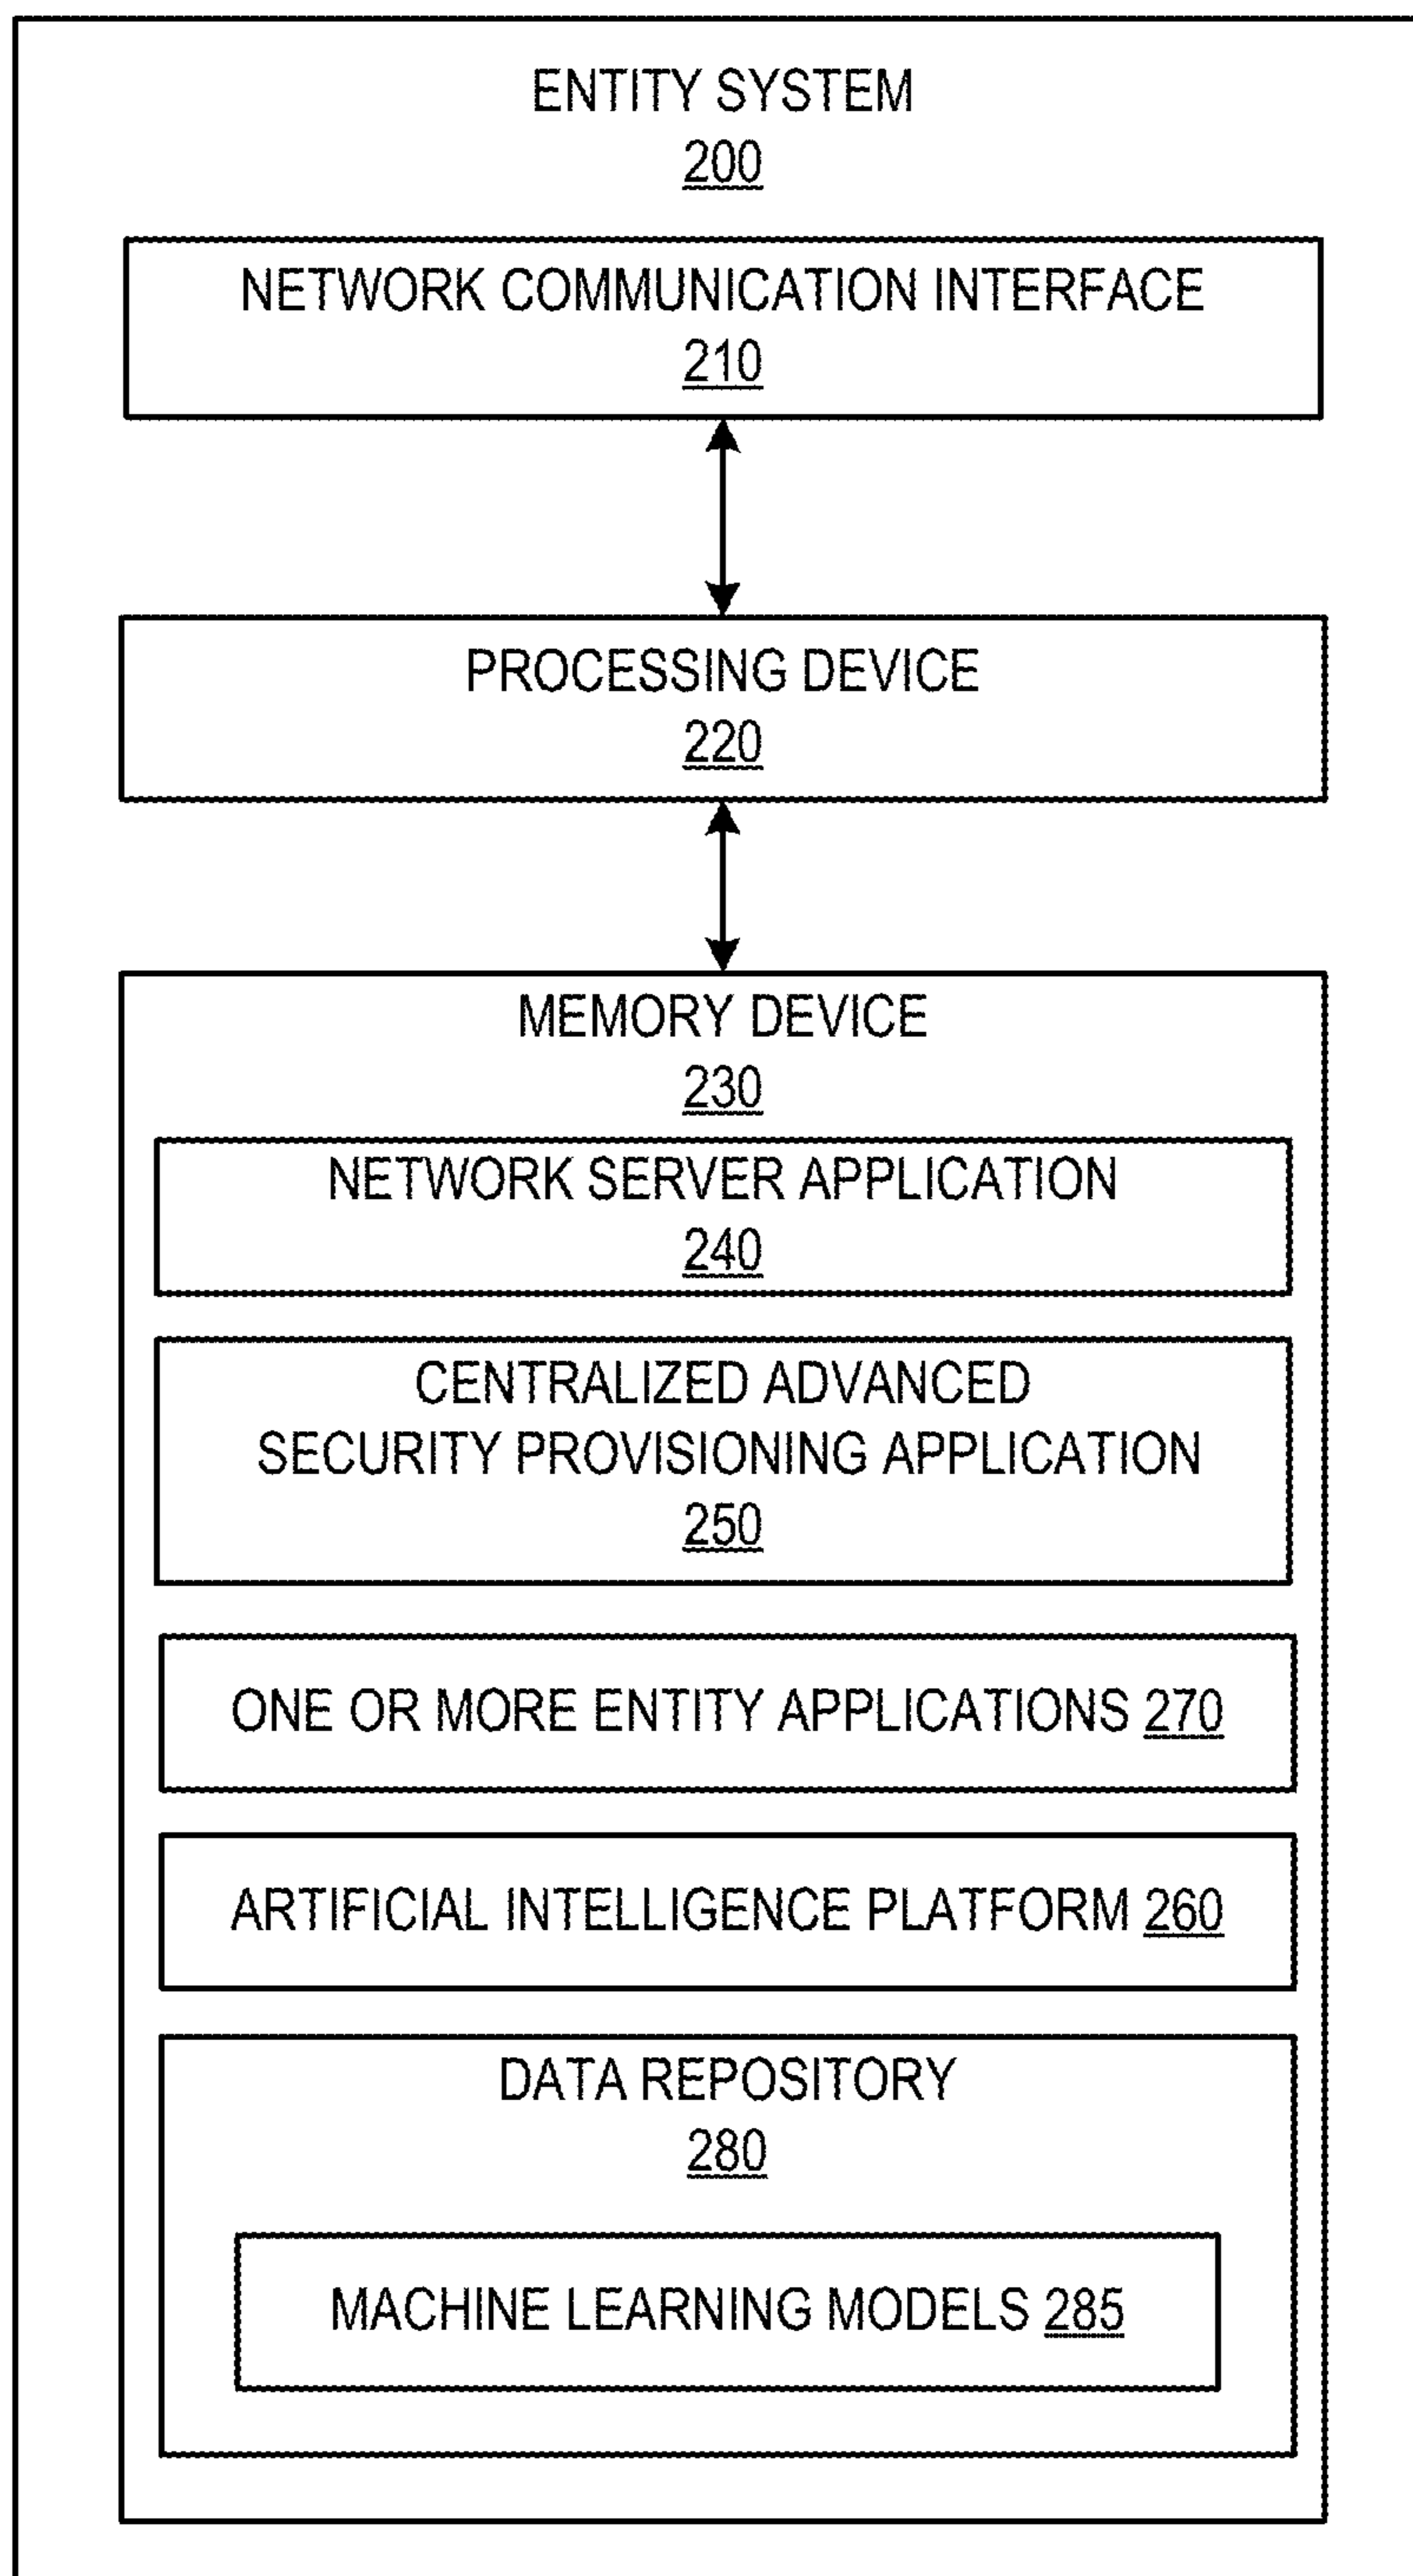 ENTITY SYSTEM
200
NETWORK COMMUNICATION INTERFACE
210
PROCESSING DEVICE
220
MEMORY DEVICE
230
NETWORK SERVER APPLICATION
240
CENTRALIZED ADVANCED
SECURITY PROVISIONING APPLICATION
250
ONE OR MORE ENTITY APPLICATIONS 270
ARTIFICIAL INTELLIGENCE PLATFORM 260
DATA REPOSITORY
280
MACHINE LEARNING MODELS 285